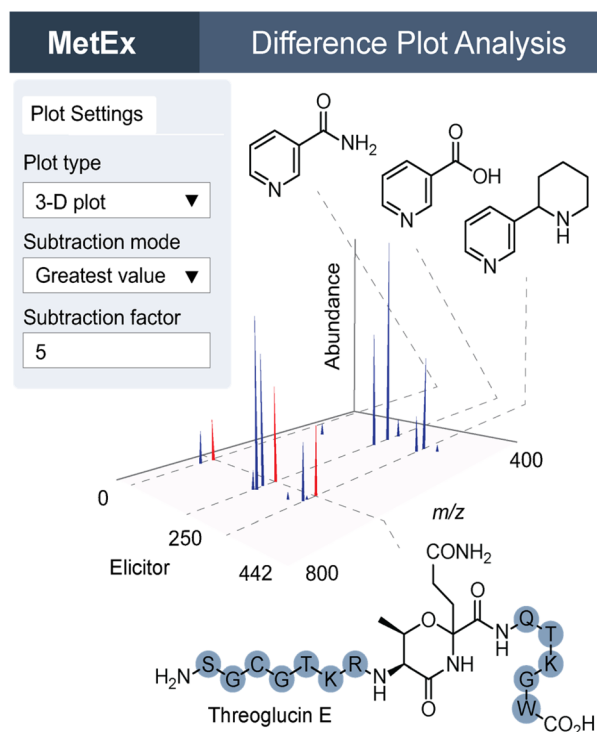 MetEx
Difference Plot Analysis
Plot Settings
Plot type
3-D plot
Subtraction mode
Greatest value
Subtraction factor
5
O
NH2
N
O
OH
N
N
H
N
Abundance
0
250
442
Elicitor
400
m/z
800
CONH2
O
O
N
H
NH
O
H2N
S
G
C
G
T
K
R
N
H
Q
T
K
G
W
CO2H
Threoglucin E